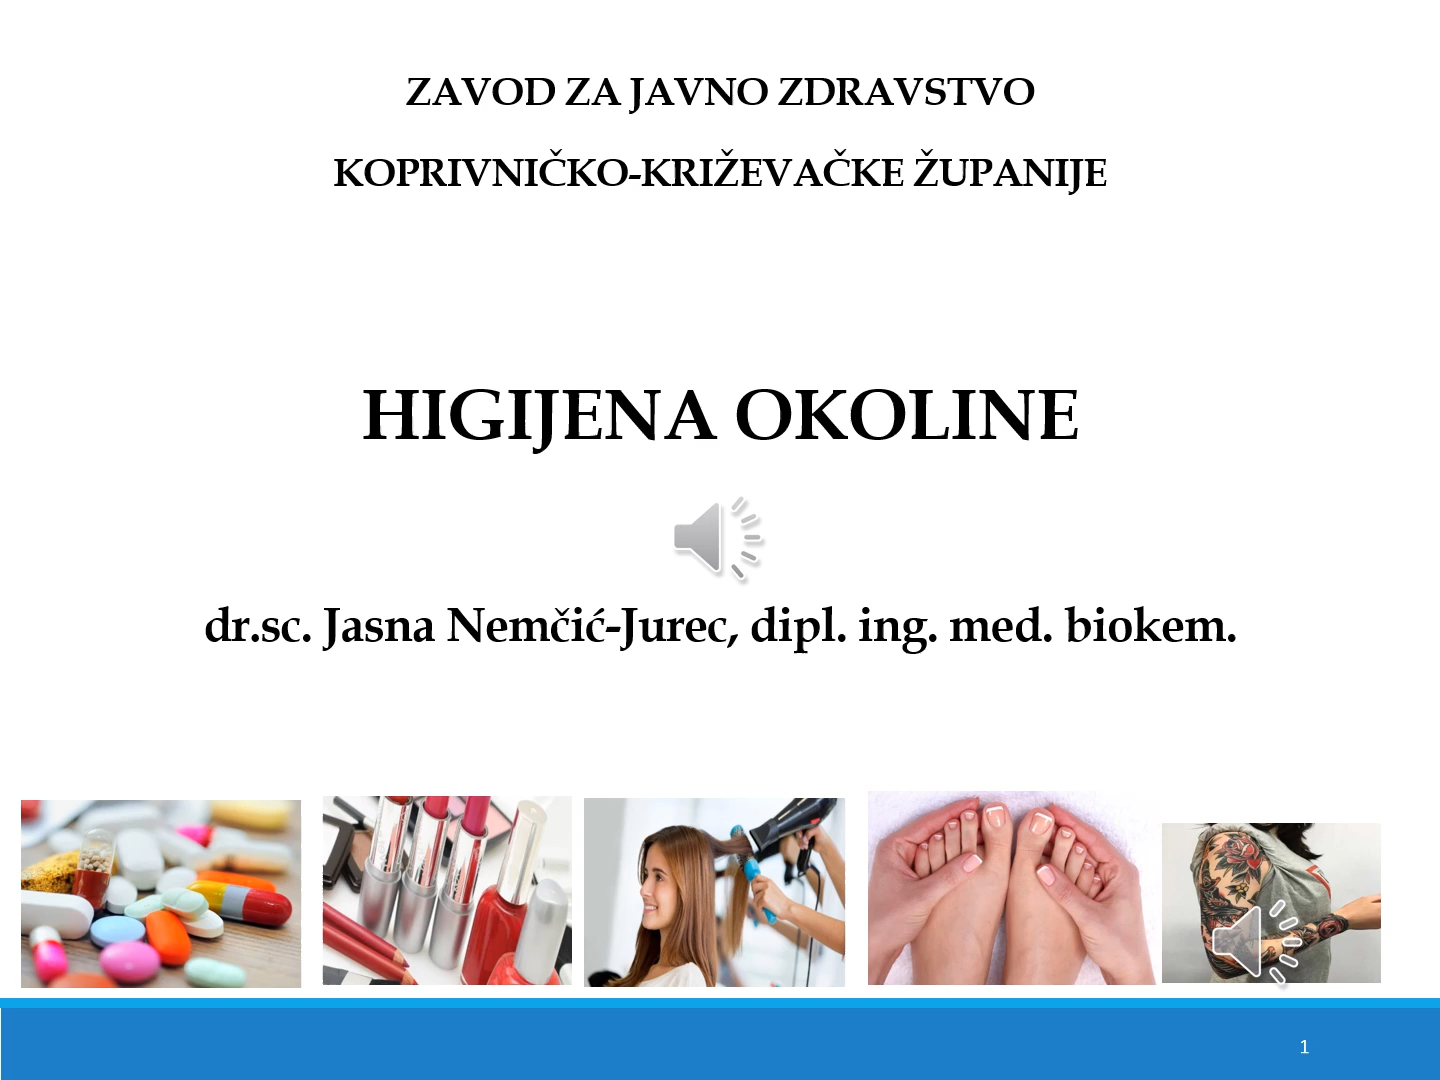 ZAVOD ZA JAVNO ZDRAVSTVO
KOPRIVNIČKO-KRIŽEVAČKE ŽUPANIJE
HIGIJENA OKOLINE
dr.sc. Jasna Nemčić-Jurec, dipl. ing. med. biokem.
1